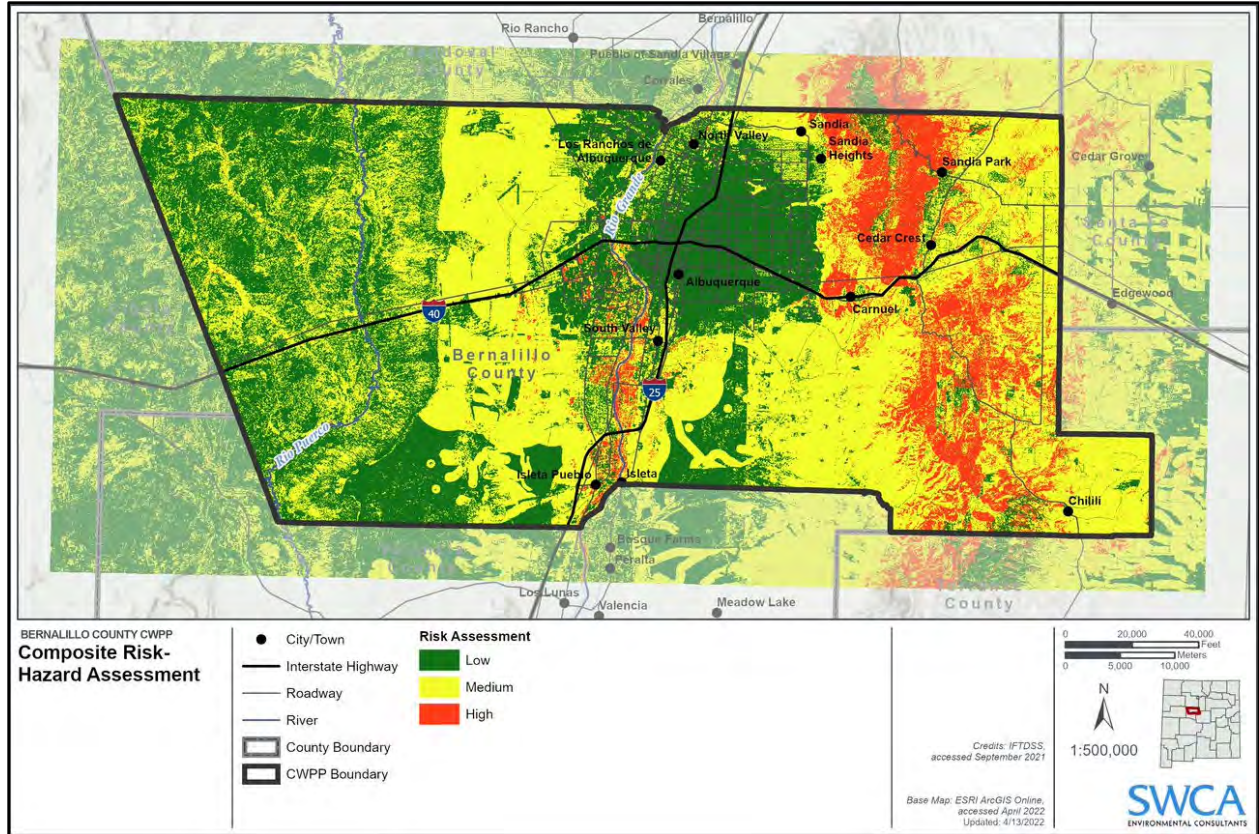 Bernalillo
Rio Rancho
Pueblo of Sandia Village
County
Corrales
North Valley
Sandia
Los Ranchos de
Albuquerque
Sandia
Heights
Sandia Park
Cedar Grove
Rio Grande
Cedar Crest
County
Albuquerque
Carnuel
Edgewood
40
South Valley
Bernalillo
County
25
Rio Puerco
Isleta Pueblo
Isleta
Chilili
Bosque Farms
Peralta
Los Lunas
Valencia
Meadow Lake
County
BERNALILLO COUNTY CWPP
Composite Risk-
Hazard Assessment
City/Town
Interstate Highway
Roadway
River
County Boundary
CWPP Boundary
Risk Assessment
Low
Medium
High
Credits: IFTDSS,
accessed September 2021
Base Map: ESRI ArcGIS Online,
accessed April 2022
Updated: 4/13/2022
0 20,000 40,000
Feet
Meters
0 5,000 10,000
N
1:500,000
SWCA
ENVIRONMENTAL CONSULTANTS